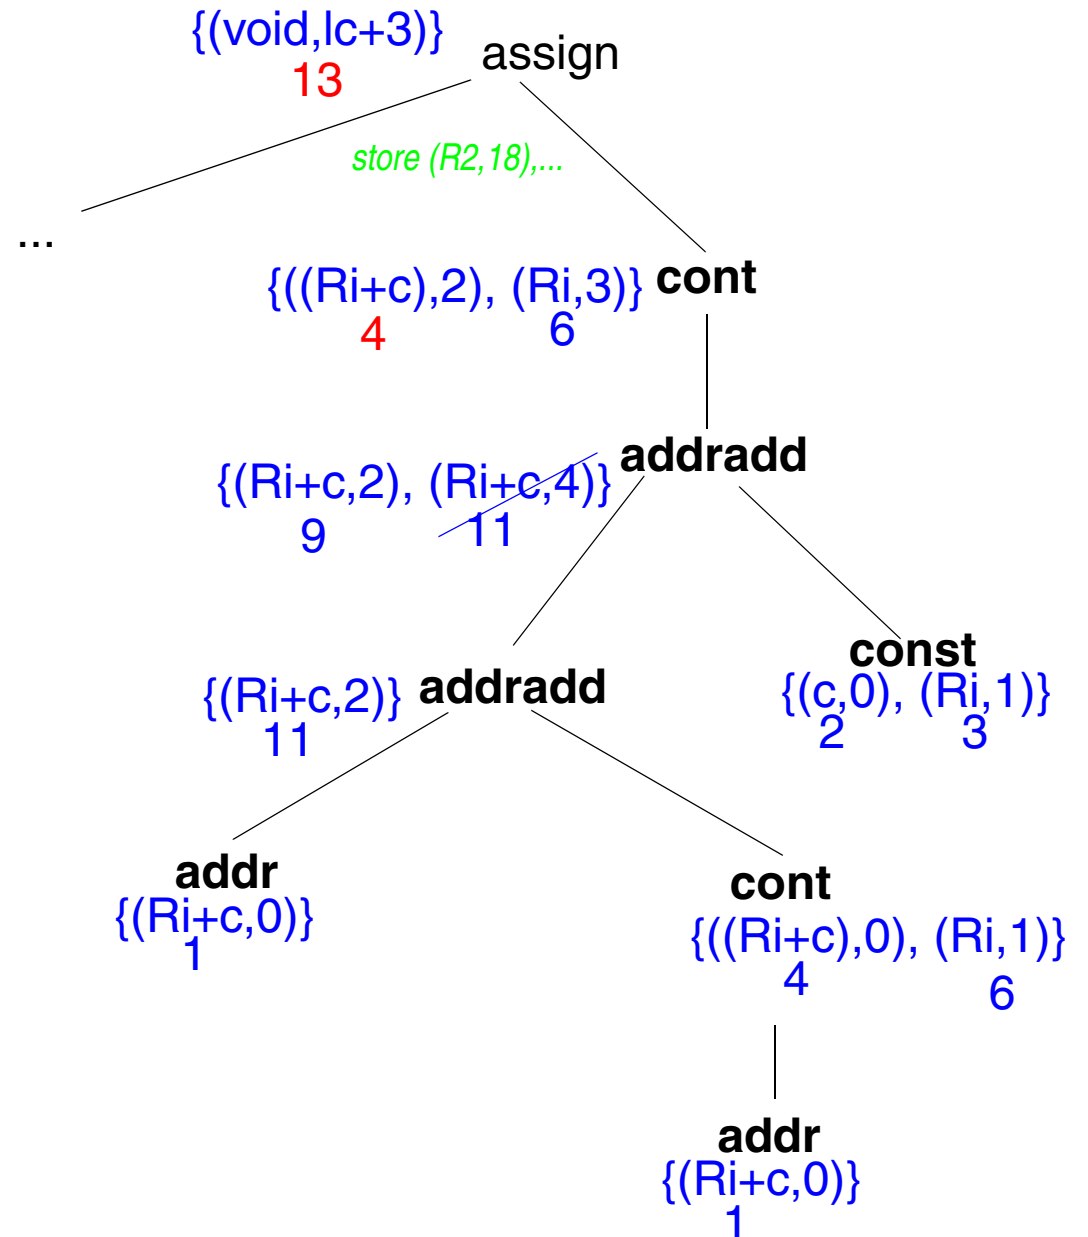 {(void,lc+3)} assign
13
store (R2,18),...
...
{((Ri+c),2), (Ri,3)} cont
4 6
addradd
{(Ri+c,2), (Ri+c,4)}
9 11
const
{(Ri+c,2)} addradd {(c,0), (Ri,1)}
11 2 3
addr cont
{(Ri+c,0)} {((Ri+c),0), (Ri,1)}
1 4 6
addr
{(Ri+c,0)}
1